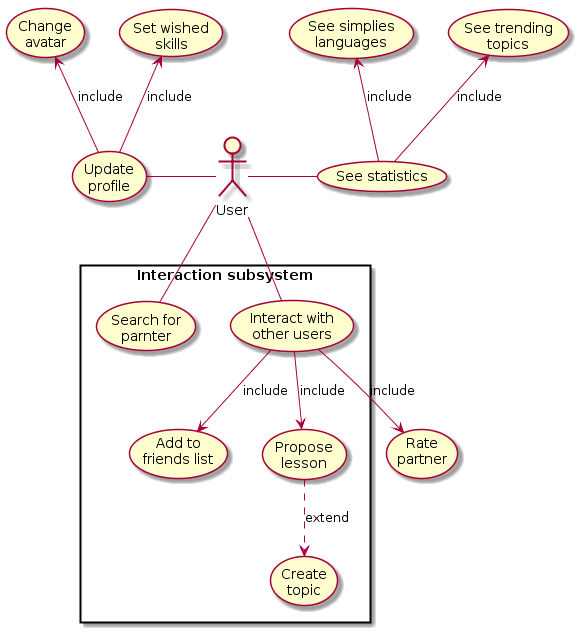 Change
avatar
Set wished
skills
See simplies
languages
See trending
topics
include
include
include
include
Update
profile
See statistics
User
Interaction subsystem
Search for
parnter
Interact with
other users
include
include
include
Add to
friends list
Propose
lesson
Rate
partner
extend
Create
topic